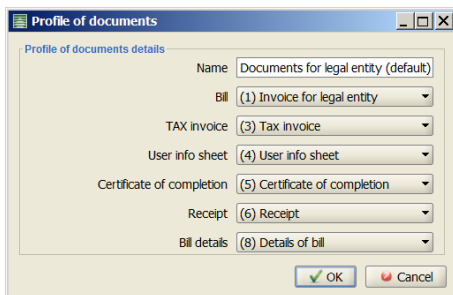 Profile of documents
Profile of documents details
Name Documents for legal entity (default)
Bill (1) Invoice for legal entity
TAX invoice (3) Tax invoice
User info sheet (4) User info sheet
Certificate of completion (5) Certificate of completion
Receipt (6) Receipt
Bill details (8) Details of bill
OK Cancel